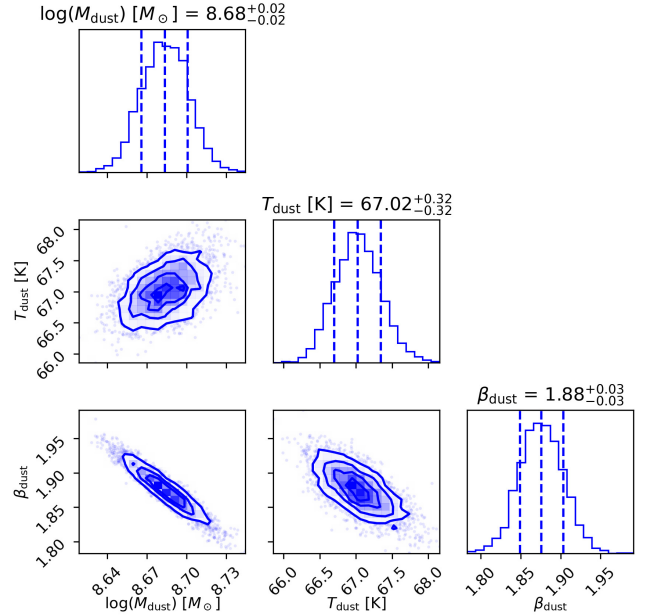 log(M_dust) [M_⊙] = 8.68^{+0.02}_{-0.02}
T_dust [K] = 67.02^{+0.32}_{-0.32}
68.0
67.5
67.0
66.5
66.0
T_dust [K]
β_dust = 1.88^{+0.03}_{-0.03}
1.95
1.90
1.85
1.80
β_dust
8.64 8.67 8.70 8.73
log(M_dust) [M_⊙]
66.0 66.5 67.0 67.5 68.0
T_dust [K]
1.80 1.85 1.90 1.95
β_dust